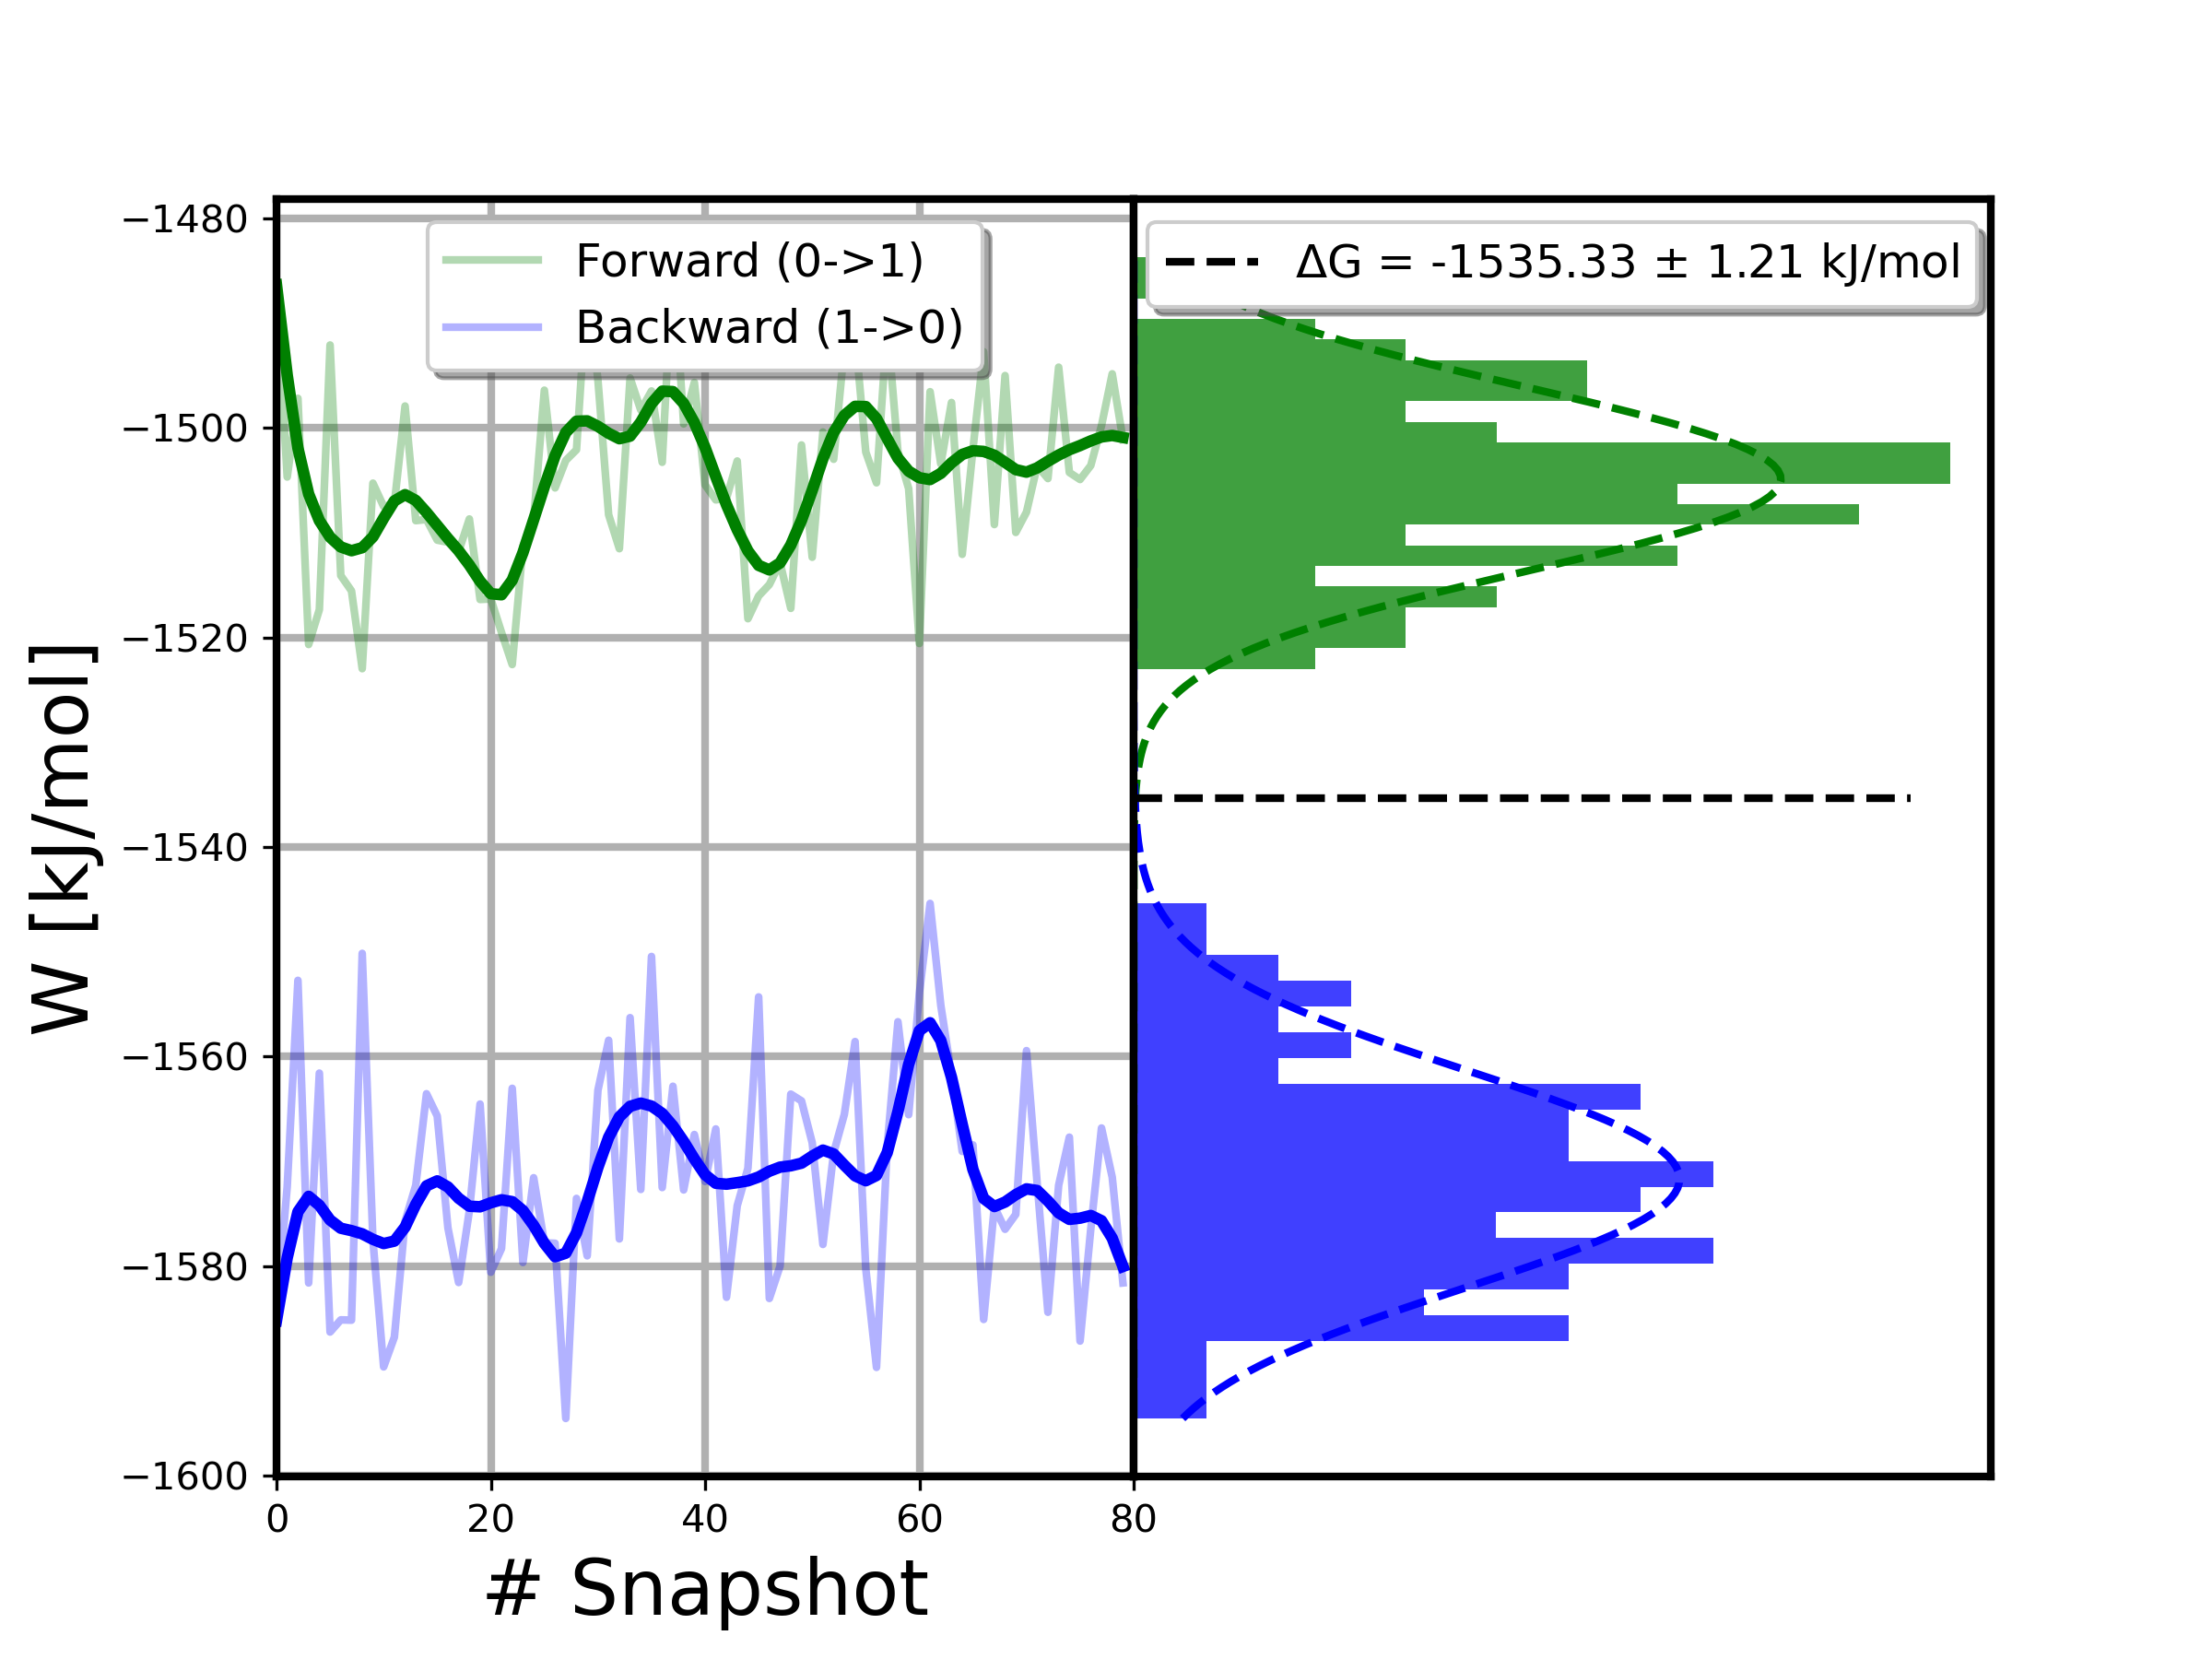 W [kJ/mol]
−1480
−1500
−1520
−1540
−1560
−1580
−1600
Forward (0->1)
Backward (1->0)
ΔG = -1535.33 ± 1.21 kJ/mol
0 20 40 60 80
# Snapshot